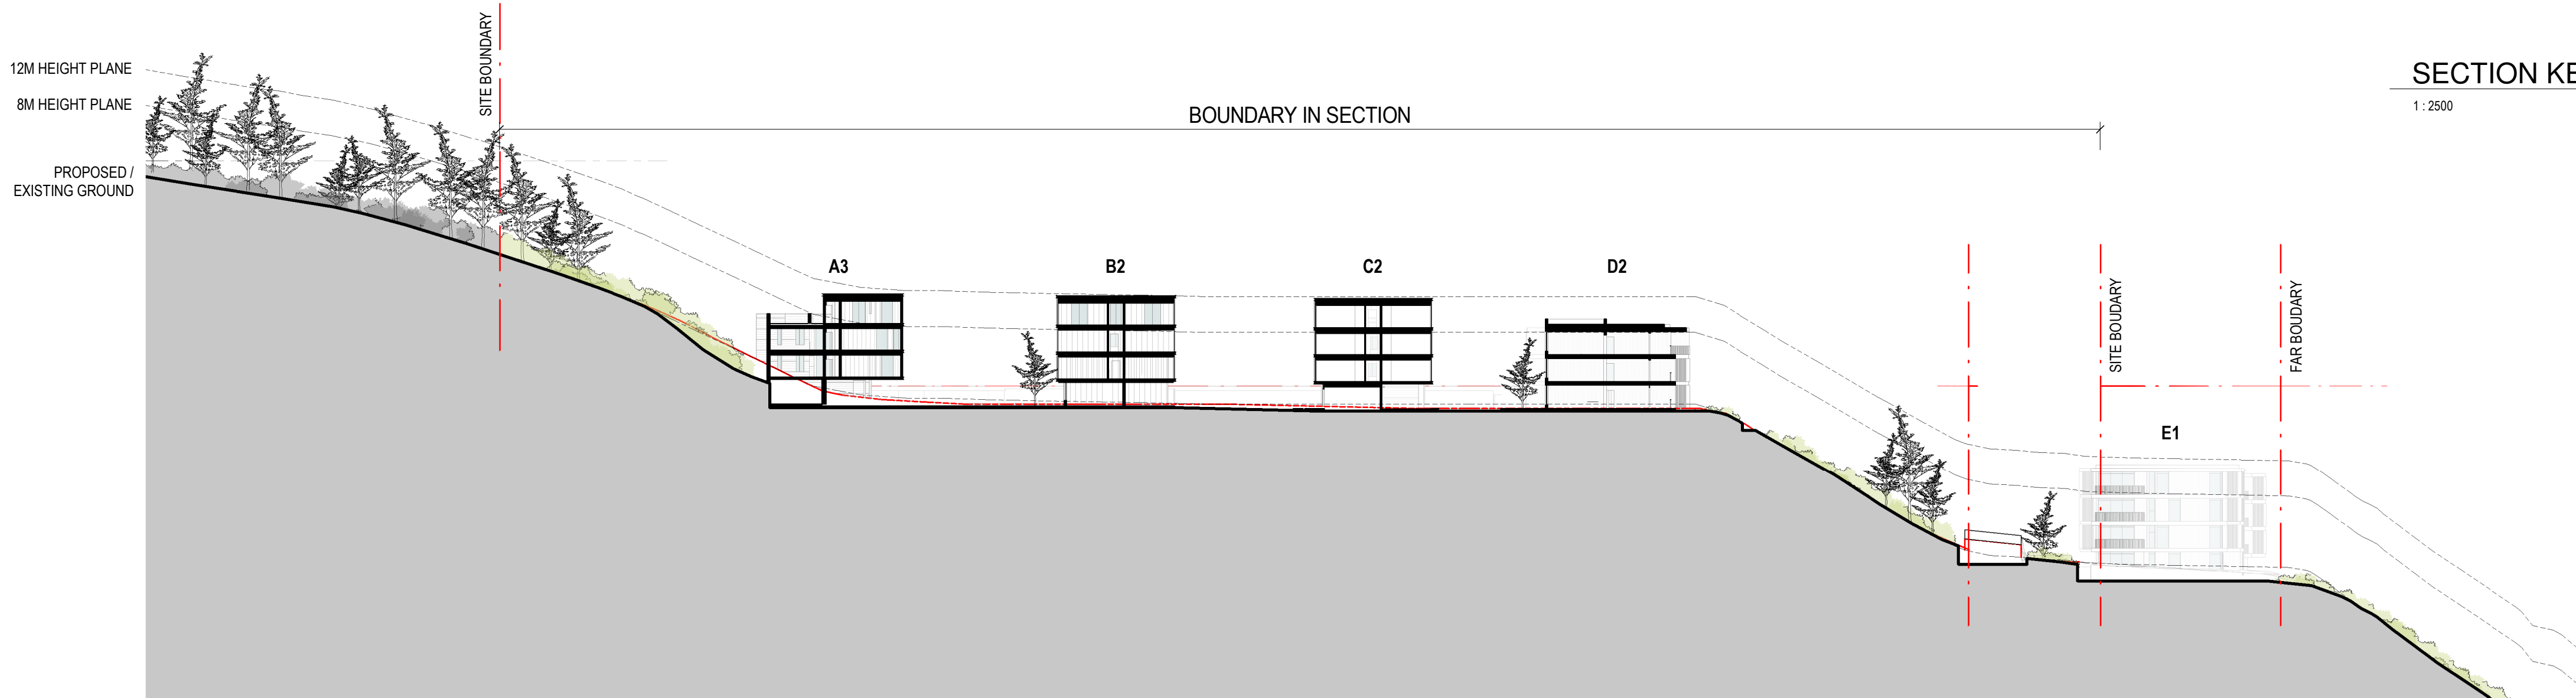 12M HEIGHT PLANE
8M HEIGHT PLANE
PROPOSED /
EXISTING GROUND
SITE BOUNDARY
BOUNDARY IN SECTION
SECTION KE
1 : 2500
A3
B2
C2
D2
SITE BOUDARY
FAR BOUDARY
E1